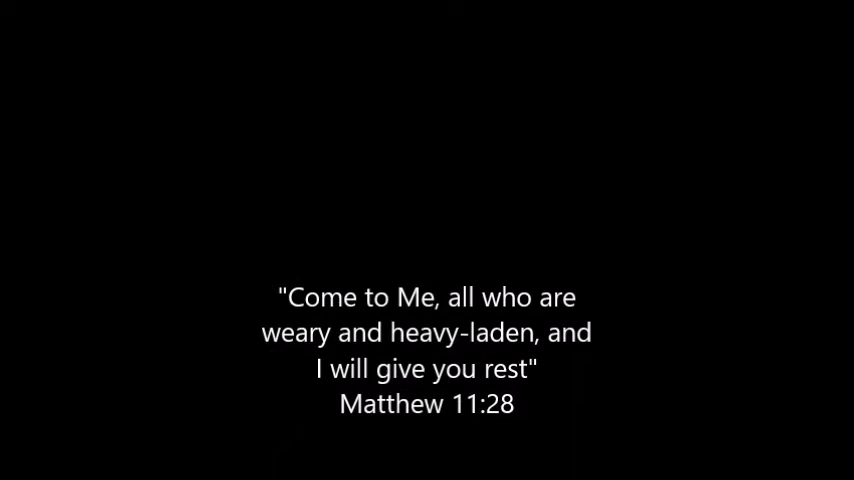 "Come to Me, all who are
weary and heavy-laden, and
I will give you rest"
Matthew 11:28